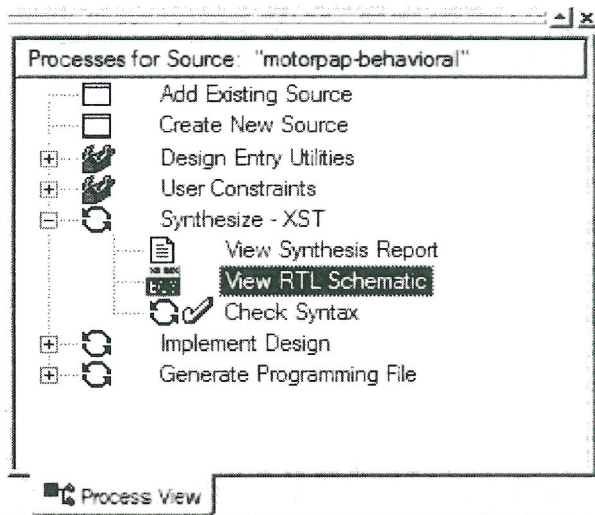 Processes for Source: "motorpap-behavioral"
Add Existing Source
Create New Source
Design Entry Utilities
User Constraints
Synthesize - XST
View Synthesis Report
View RTL Schematic
Check Syntax
Implement Design
Generate Programming File
Process View